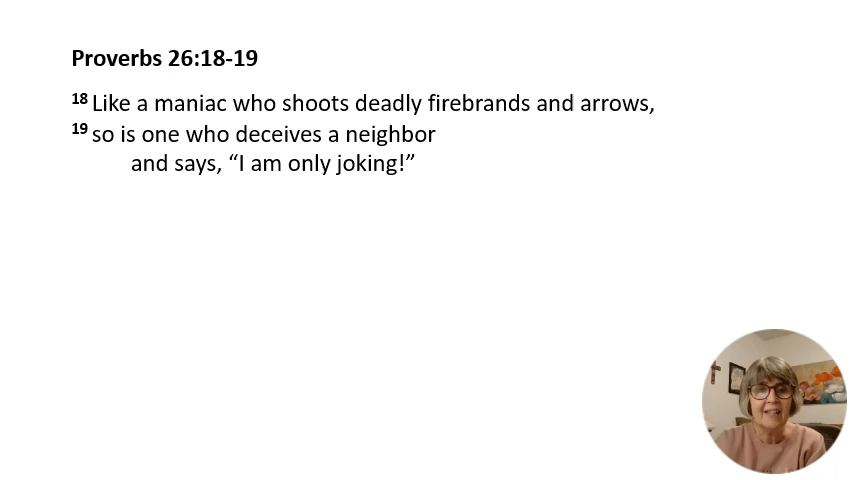 Proverbs 26:18-19
18 Like a maniac who shoots deadly firebrands and arrows,
19 so is one who deceives a neighbor
and says, “I am only joking!”